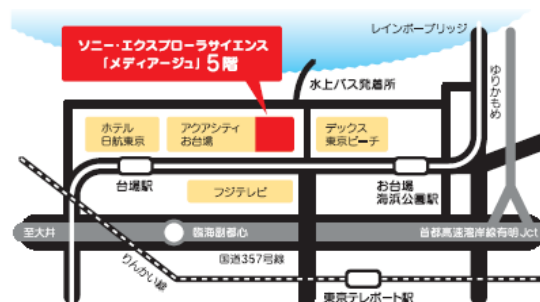 レインボーブリッジ
ソニー・エクスプローラサイエンス
「メディアージュ」5階
水上バス発着所
ゆりかもめ
ホテル
日航東京
アクアシティ
お台場
デックス
東京ビーチ
台場駅
お台場
海浜公園駅
フジテレビ
至大井
臨海副都心
首都高速湾岸線有明Jct
りんかい線
国道357号線
東京テレポート駅